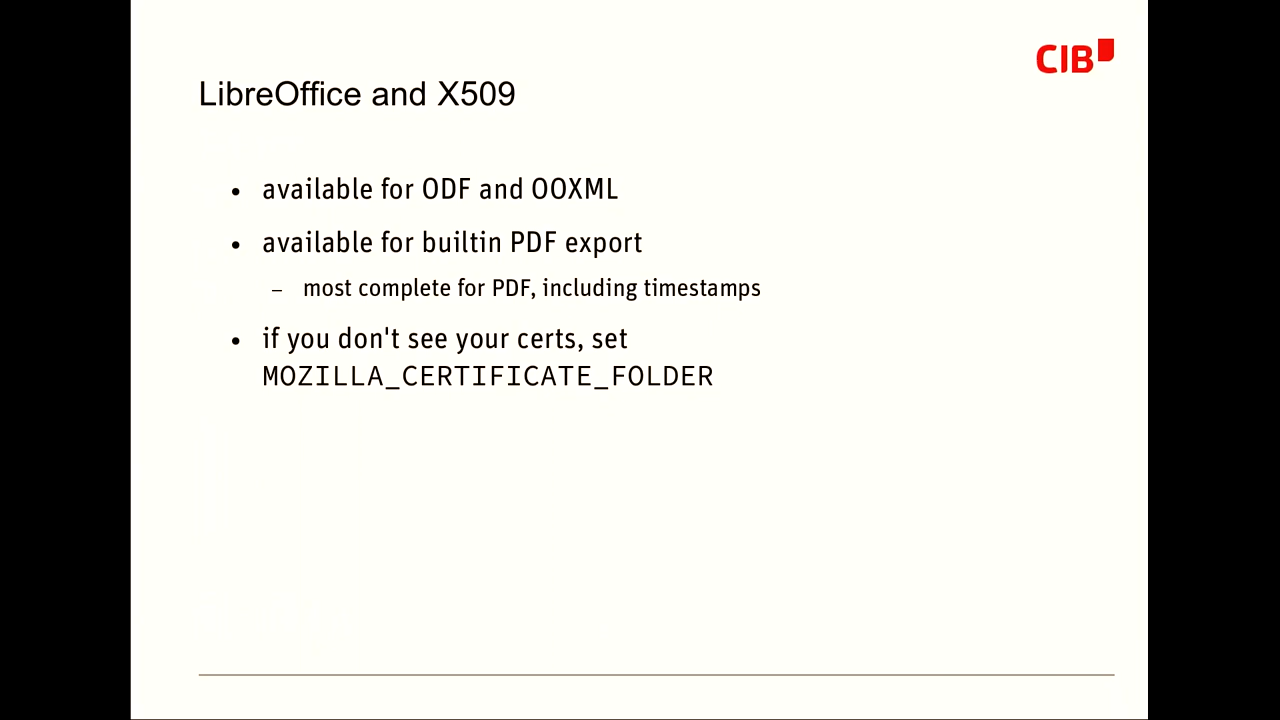 CIB
LibreOffice and X509
• available for ODF and OOXML
• available for builtin PDF export
– most complete for PDF, including timestamps
• if you don't see your certs, set
MOZILLA_CERTIFICATE_FOLDER